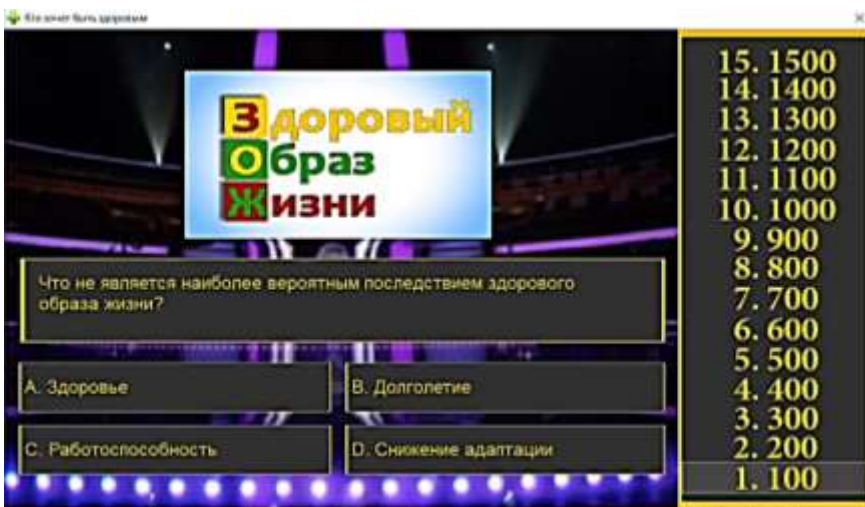 Кто хочет быть здоровым
Здоровый
Образ
Жизни
Что не является наиболее вероятным последствием здорового
образа жизни?
A. Здоровье
B. Долголетие
C. Работоспособность
D. Снижение адаптации
15. 1500
14. 1400
13. 1300
12. 1200
11. 1100
10. 1000
9. 900
8. 800
7. 700
6. 600
5. 500
4. 400
3. 300
2. 200
1. 100